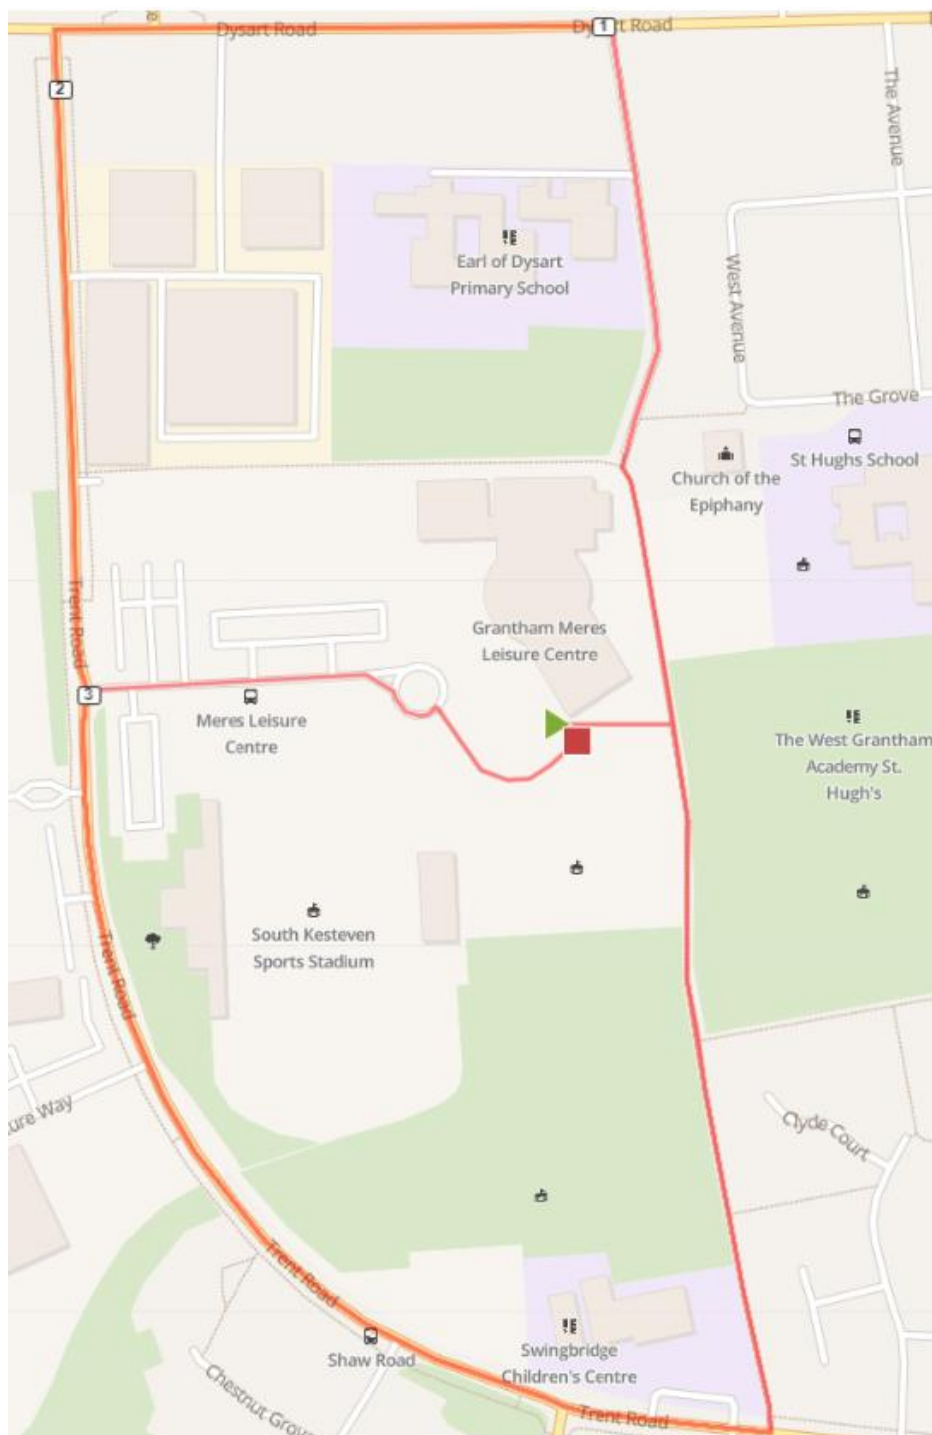 Dysart Road
Dysart Road
1
2
The Avenue
Earl of Dysart
Primary School
West Avenue
The Grove
St Hughs School
Church of the
Epiphany
Trent Road
Grantham Meres
Leisure Centre
3
Meres Leisure
Centre
The West Grantham
Academy St.
Hugh's
South Kesteven
Sports Stadium
Trent Road
ure Way
Clyde Court
Trent Road
Shaw Road
Swingbridge
Children's Centre
Chestnut Grov
Trent Road